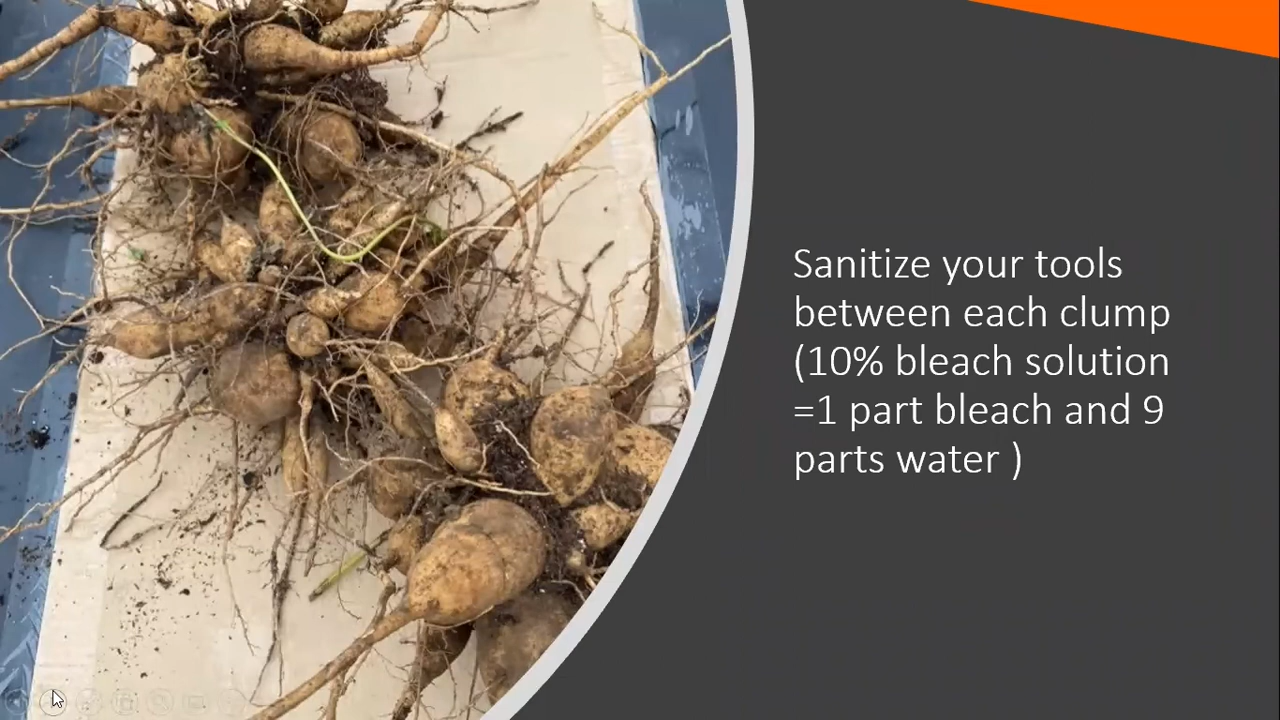 Sanitize your tools
between each clump
(10% bleach solution
=1 part bleach and 9
parts water )